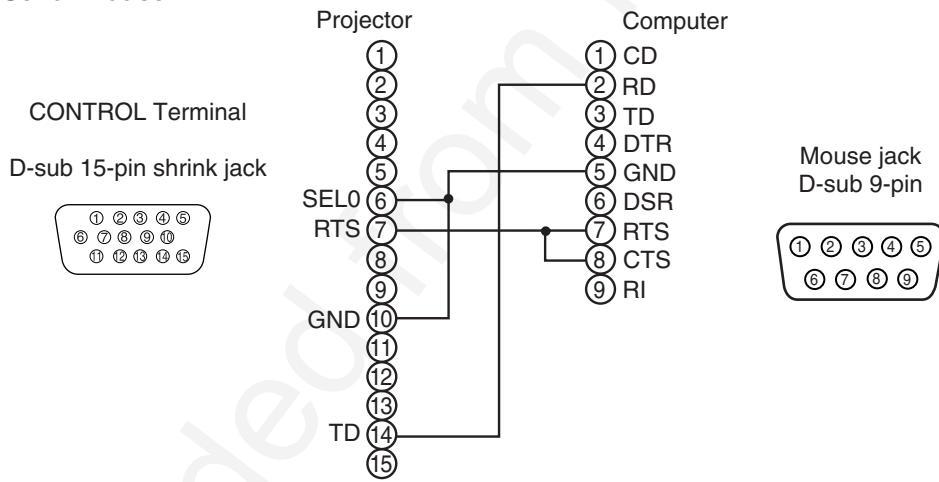 Projector
Computer
CONTROL Terminal
D-sub 15-pin shrink jack
① ② ③ ④ ⑤
⑥ ⑦ ⑧ ⑨ ⑩
⑪ ⑫ ⑬ ⑭ ⑮
①
②
③
④
⑤
SEL0 ⑥
RTS ⑦
⑧
⑨
GND ⑩
⑪
⑫
⑬
TD ⑭
⑮
① CD
② RD
③ TD
④ DTR
⑤ GND
⑥ DSR
⑦ RTS
⑧ CTS
⑨ RI
Mouse jack
D-sub 9-pin
① ② ③ ④ ⑤
⑥ ⑦ ⑧ ⑨
ded from